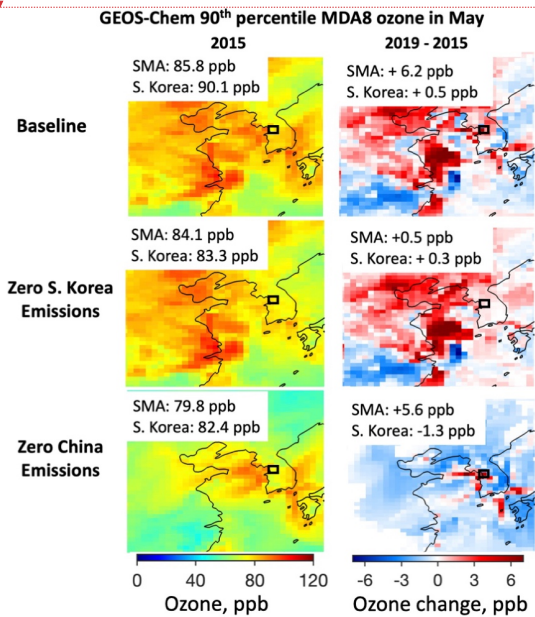 GEOS-Chem 90th percentile MDA8 ozone in May
2015
2019 - 2015
SMA: 85.8 ppb
S. Korea: 90.1 ppb
SMA: + 6.2 ppb
S. Korea: + 0.5 ppb
Baseline
SMA: 84.1 ppb
S. Korea: 83.3 ppb
SMA: +0.5 ppb
S. Korea: + 0.3 ppb
Zero S. Korea
Emissions
SMA: 79.8 ppb
S. Korea: 82.4 ppb
SMA: +5.6 ppb
S. Korea: -1.3 ppb
Zero China
Emissions
0 40 80 120
Ozone, ppb
-6 -3 0 3 6
Ozone change, ppb